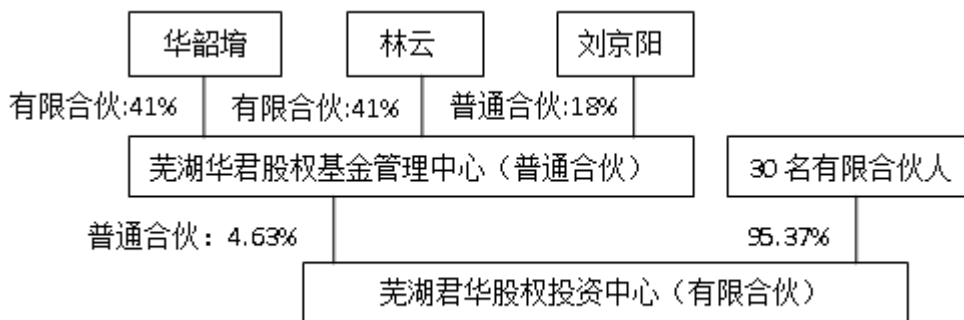 华韶堉
林云
刘京阳
有限合伙:41%
有限合伙:41%
普通合伙:18%
芜湖华君股权基金管理中心（普通合伙）
30 名有限合伙人
普通合伙：4.63%
95.37%
芜湖君华股权投资中心（有限合伙）